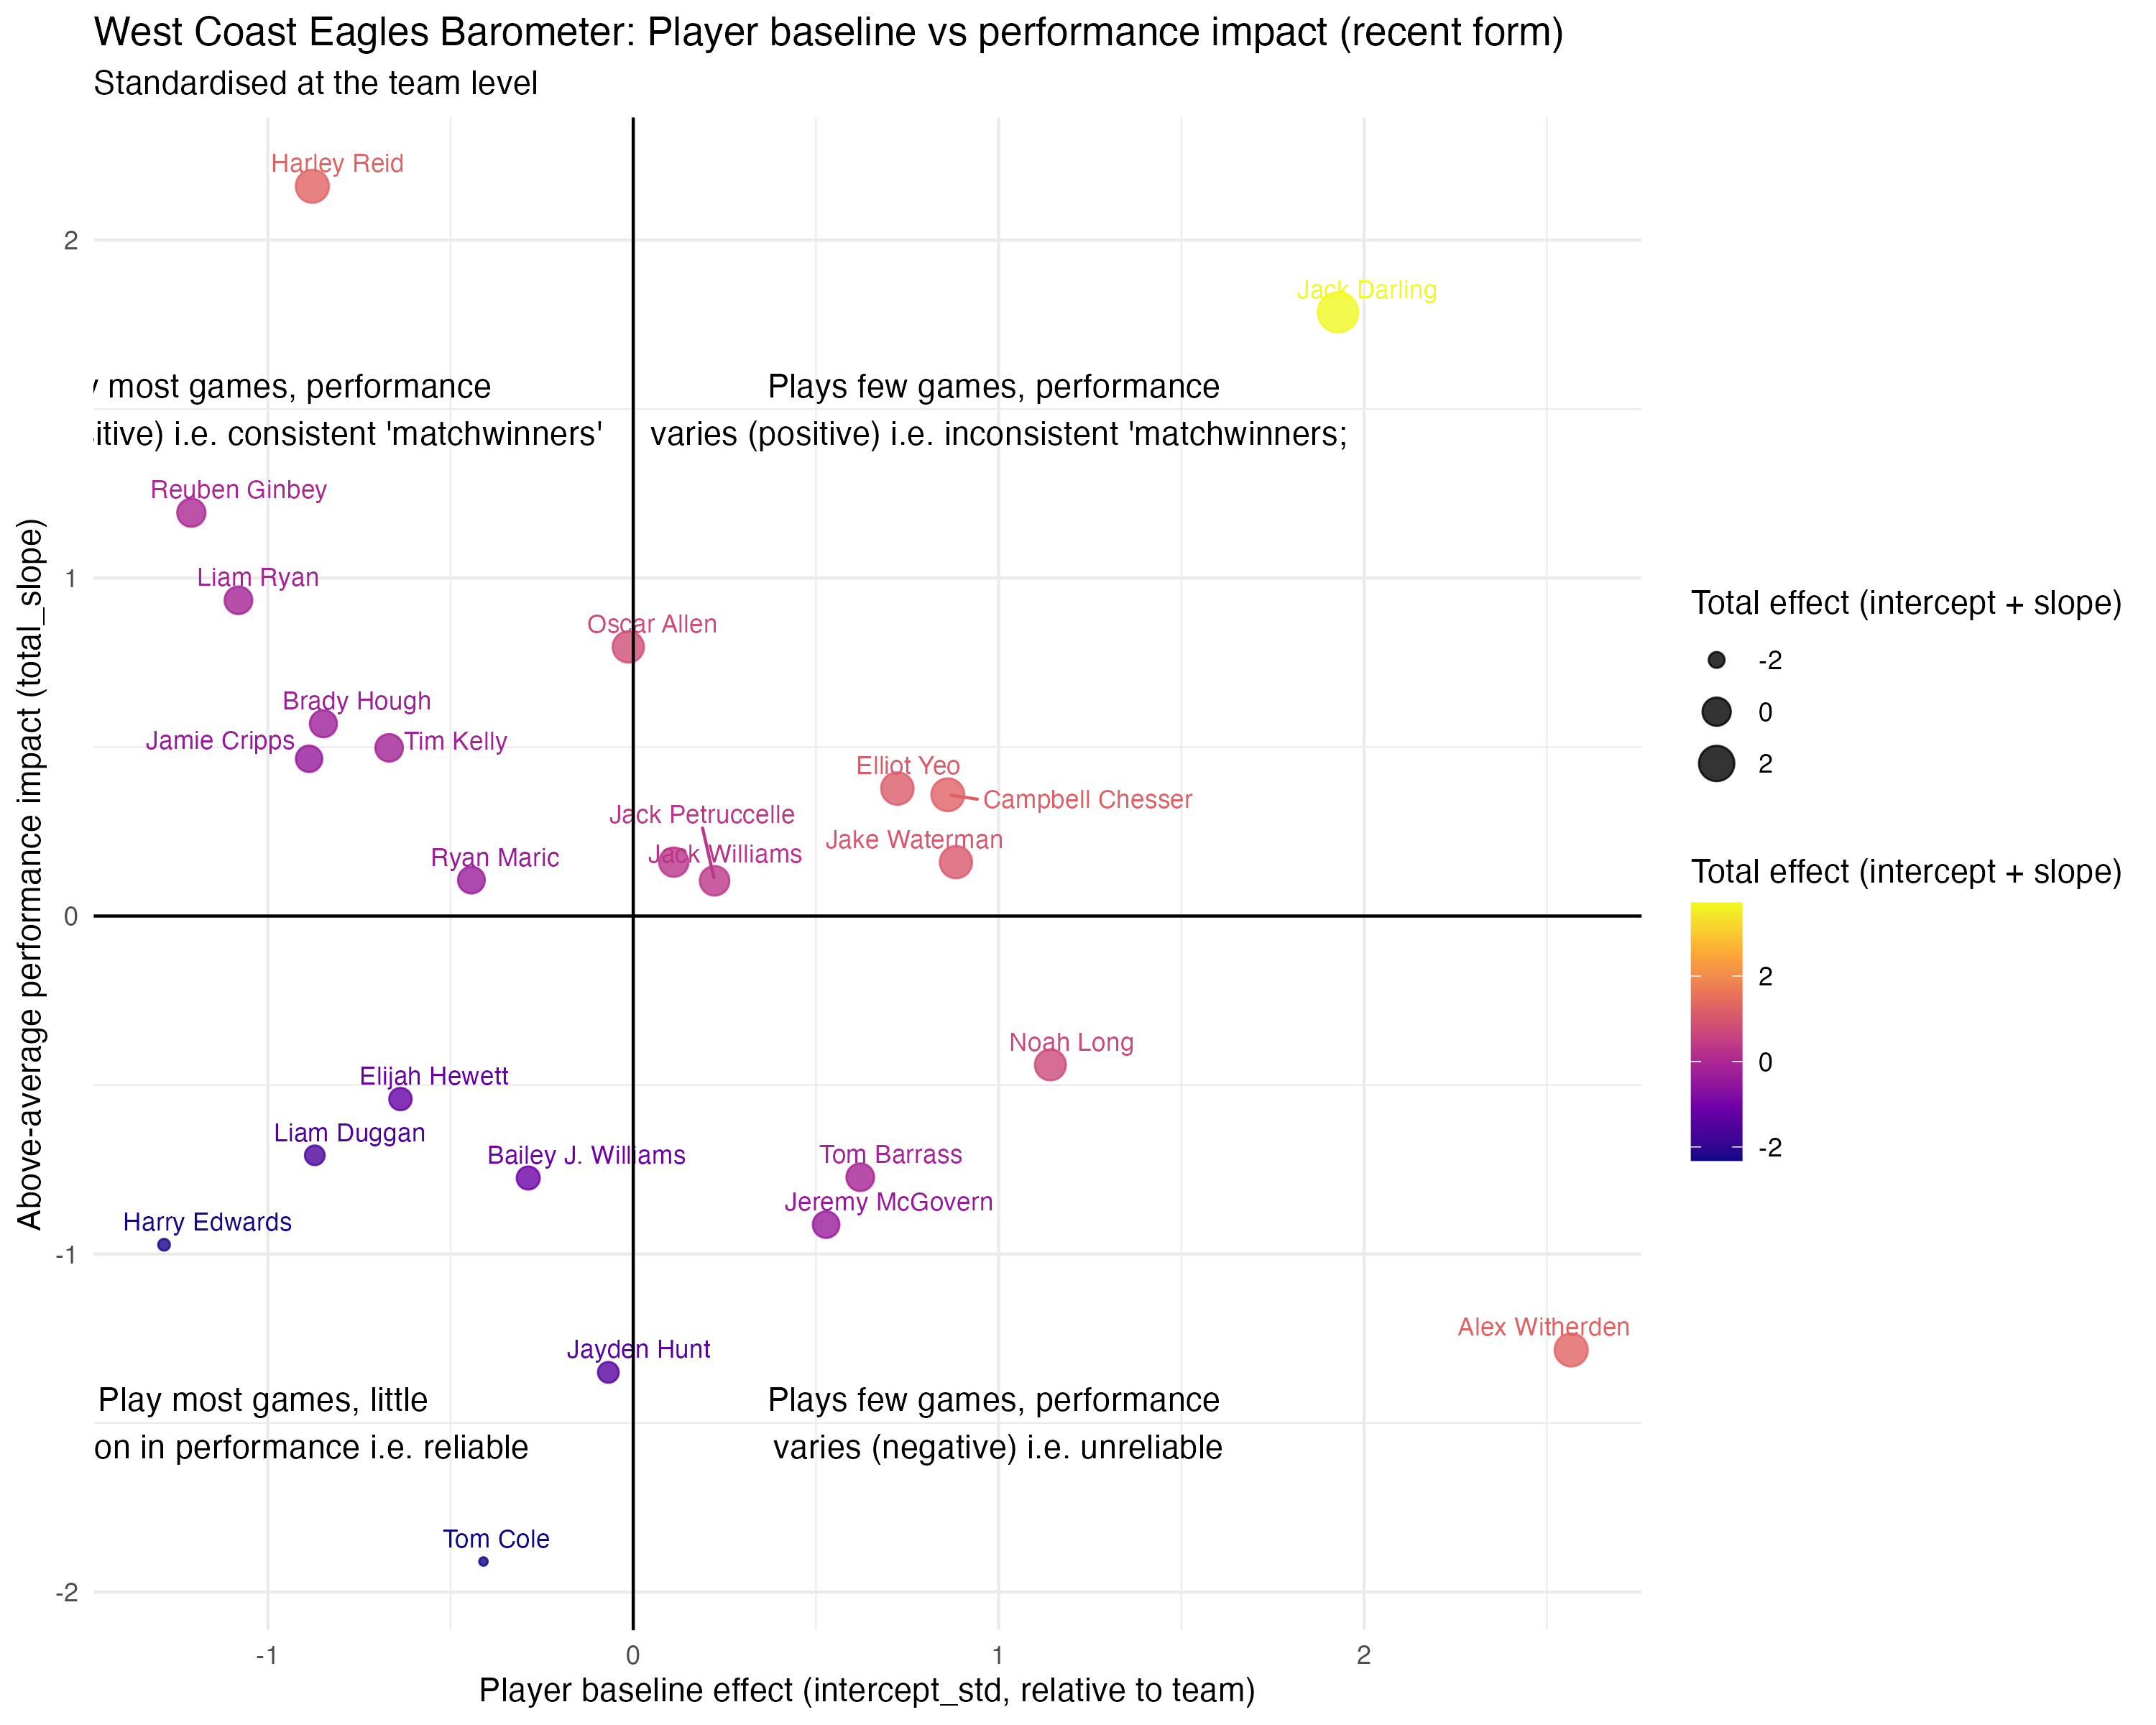 West Coast Eagles Barometer: Player baseline vs performance impact (recent form)
Standardised at the team level
Harley Reid
2
Jack Darling
most games, performance
Plays few games, performance
i.e. consistent 'matchwinners'
varies (positive) i.e. inconsistent 'matchwinners;
Reuben Ginbey
Liam Ryan
1
Oscar Allen
Brady Hough
Jamie Cripps
Tim Kelly
Elliot Yeo
Campbell Chesser
Jack Petruccelle
Jake Waterman
Ryan Maric
Jack Williams
0
Noah Long
Elijah Hewett
Liam Duggan
Bailey J. Williams
Tom Barrass
Jeremy McGovern
Harry Edwards
-1
Alex Witherden
Jayden Hunt
Play most games, little
Plays few games, performance
on in performance i.e. reliable
varies (negative) i.e. unreliable
Tom Cole
-2
-1
0
1
2
Player baseline effect (intercept_std, relative to team)
Above-average performance impact (total_slope)
Total effect (intercept + slope)
-2
0
2
Total effect (intercept + slope)
2
0
-2